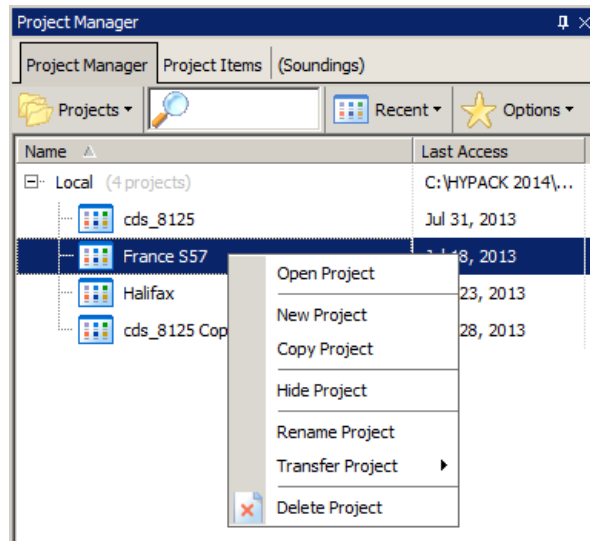 Project Manager
Project Manager Project Items (Soundings)
Projects Recent Options
Name Last Access
Local (4 projects) C:\HYPACK 2014\...
cds_8125 Jul 31, 2013
France S57 18, 2013
Halifax 23, 2013
cds_8125 Cop 28, 2013
Open Project
New Project
Copy Project
Hide Project
Rename Project
Transfer Project
Delete Project